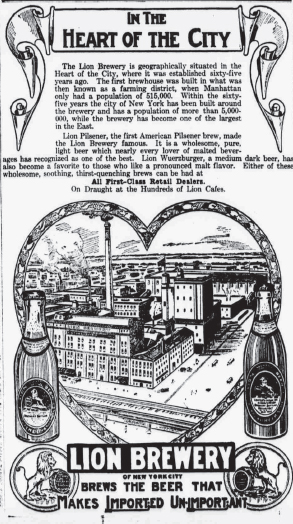 IN THE
HEART OF THE CITY
The Lion Brewery is geographically situated in the
Heart of the City, where it was established sixty-five
years ago. The first brewhouse was built in what was
then known as a farming district, when Manhattan
only had a population of 515,000. Within the sixty-
five years the city of New York has been built around
the brewery and has a population of more than 5,000-
000, while the brewery has become one of the largest
in the East.
Lion Pilsener, the first American Pilsener brew, made
the Lion Brewery famous. It is a wholesome, pure,
light beer which nearly every lover of malted bever-
ages has recognized as one of the best. Lion Wuerzburger, a medium dark beer, has
also become a favorite to those who like a pronounced malt flavor. Either of these
wholesome, soothing, thirst-quenching brews can be had at
All First-Class Retail Dealers.
On Draught at the Hundreds of Lion Cafes.
LION BREWERY
OF NEW YORK CITY
BREWS THE BEER THAT
MAKES IMPORTED UN-IMPORTANT